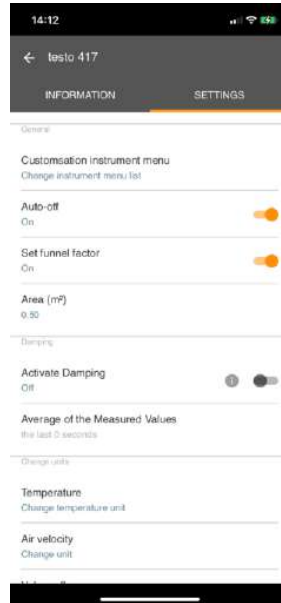 14:12
testo 417
INFORMATION SETTINGS
General
Customsation instrument menu
Change instrument menu list
Auto-off
On
Set funnel factor
On
Area (m²)
0.50
Damping
Activate Damping
Off
Average of the Measured Values
the last 0 seconds
Change units
Temperature
Change temperature unit
Air velocity
Change unit